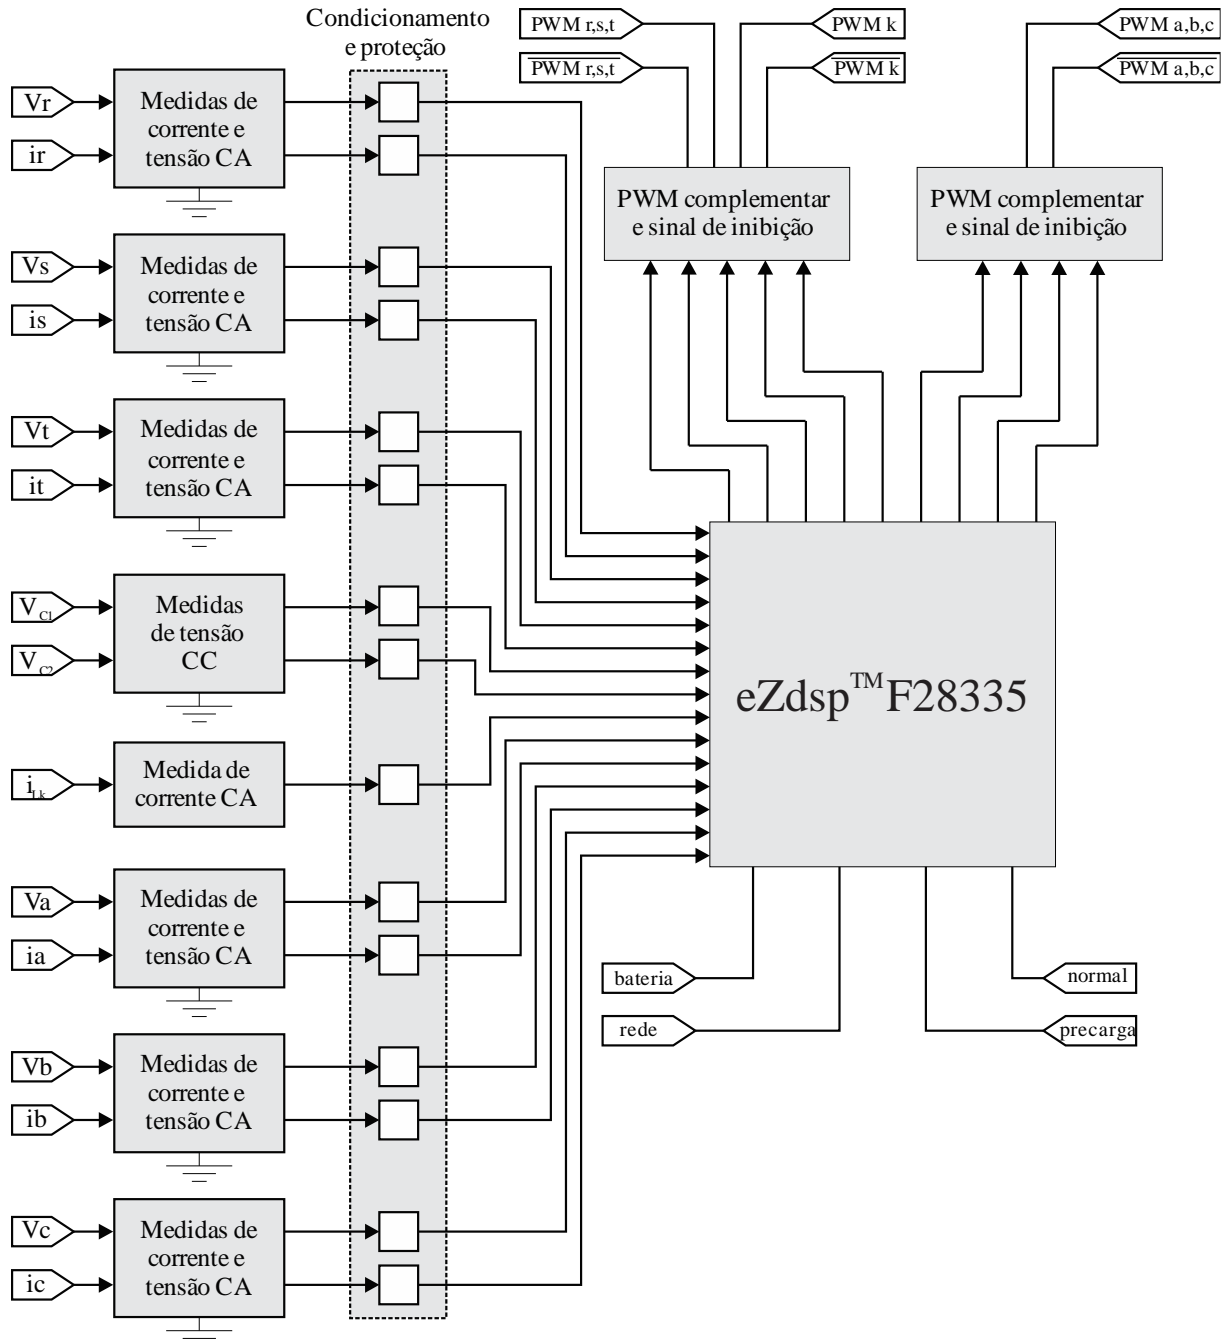 Condicionamento
e proteção
PWM r,s,t
PWM r,s,t
PWM k
PWM k
PWM a,b,c
PWM a,b,c
PWM complementar
e sinal de inibição
PWM complementar
e sinal de inibição
Vr
ir
Medidas de
corrente e
tensão CA
Vs
is
Medidas de
corrente e
tensão CA
Vt
it
Medidas de
corrente e
tensão CA
VC1
VC2
Medidas
de tensão
CC
iLk
Medida de
corrente CA
Va
ia
Medidas de
corrente e
tensão CA
Vb
ib
Medidas de
corrente e
tensão CA
Vc
ic
Medidas de
corrente e
tensão CA
eZdsp™F28335
bateria
rede
normal
precarga